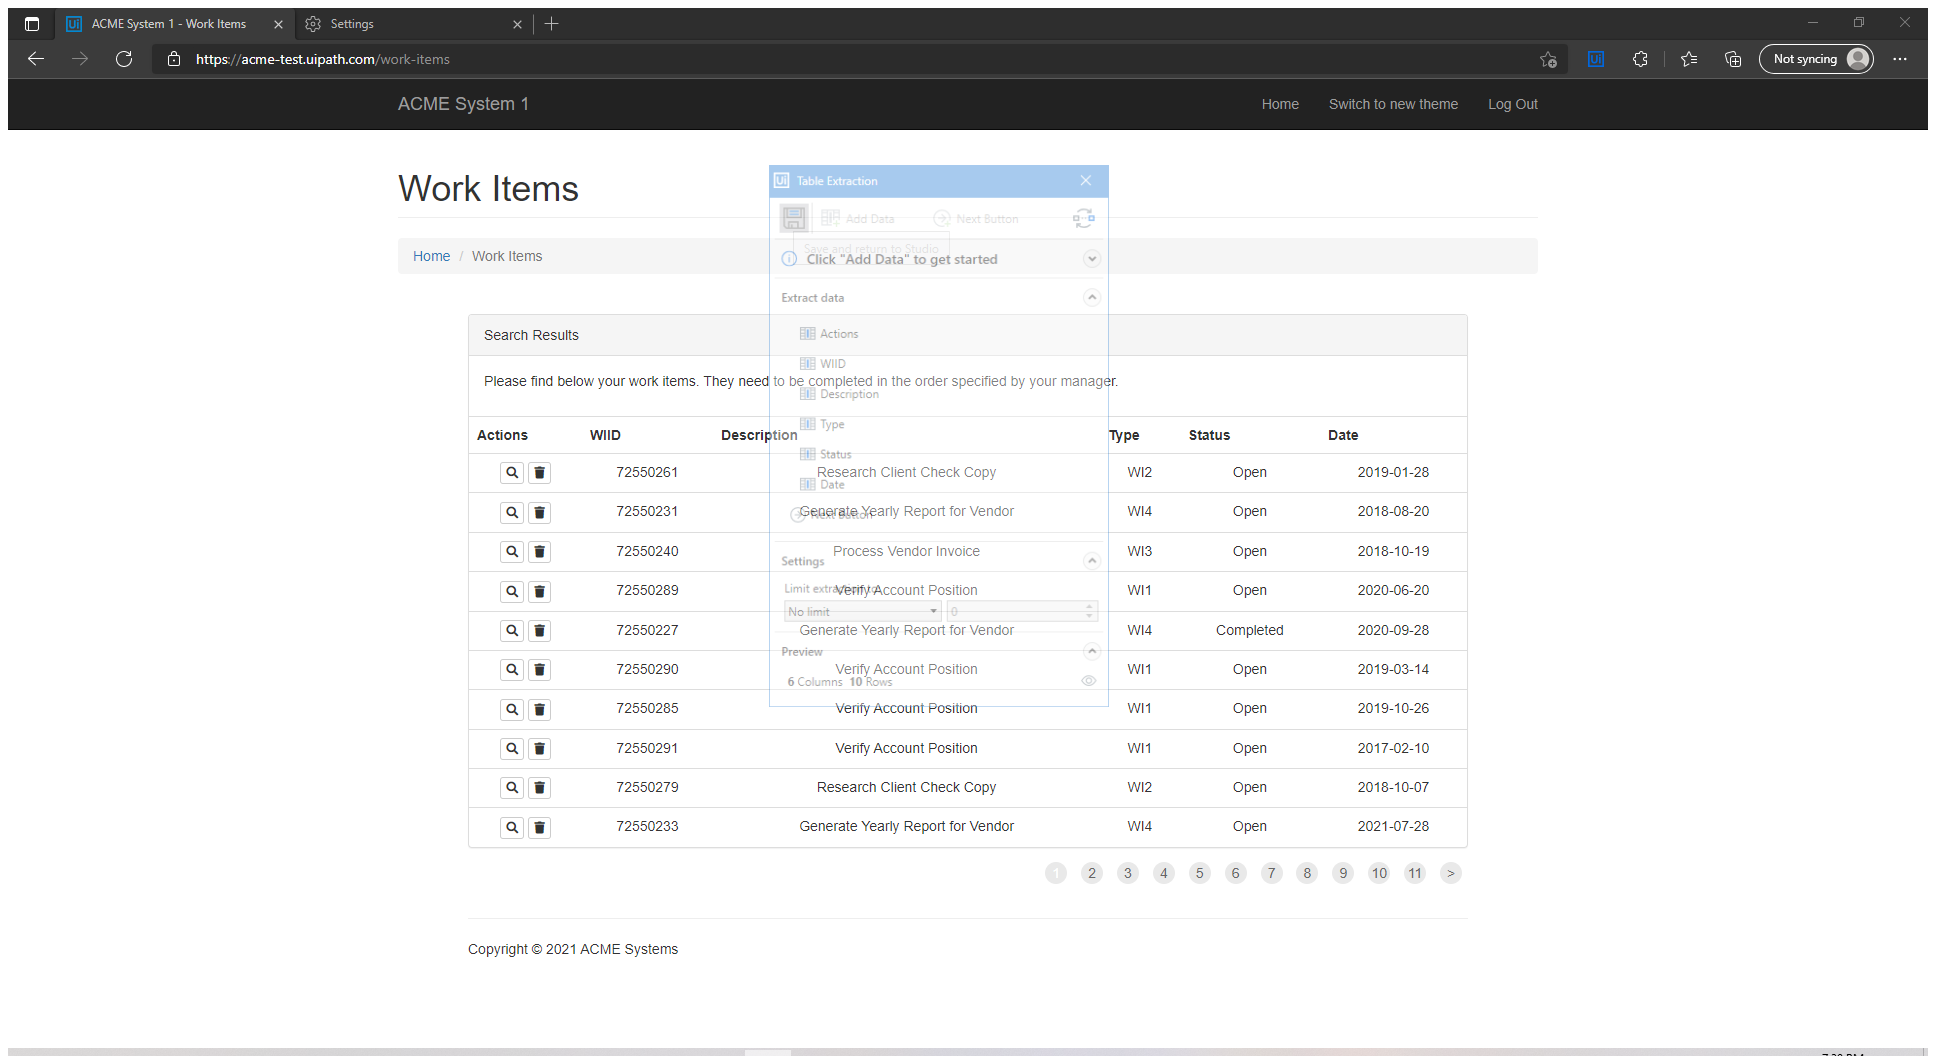 ACME System 1 - Work Items
Settings
https://acme-test.uipath.com/work-items
Not syncing
ACME System 1
Home
Switch to new theme
Log Out
Work Items
Home / Work Items
Ui Table Extraction
Add Data
Next Button
Save and return to Studio
Click "Add Data" to get started
Extract data
Actions
WIID
Description
Type
Status
Date
Next Button
Settings
Limit extraction to
No limit
0
Preview
6 Columns 10 Rows
Search Results
Please find below your work items. They need to be completed in the order specified by your manager.
Actions WIID Description Type Status Date
72550261 Research Client Check Copy WI2 Open 2019-01-28
72550231 Generate Yearly Report for Vendor WI4 Open 2018-08-20
72550240 Process Vendor Invoice WI3 Open 2018-10-19
72550289 Verify Account Position WI1 Open 2020-06-20
72550227 Generate Yearly Report for Vendor WI4 Completed 2020-09-28
72550290 Verify Account Position WI1 Open 2019-03-14
72550285 Verify Account Position WI1 Open 2019-10-26
72550291 Verify Account Position WI1 Open 2017-02-10
72550279 Research Client Check Copy WI2 Open 2018-10-07
72550233 Generate Yearly Report for Vendor WI4 Open 2021-07-28
1 2 3 4 5 6 7 8 9 10 11 >
Copyright © 2021 ACME Systems